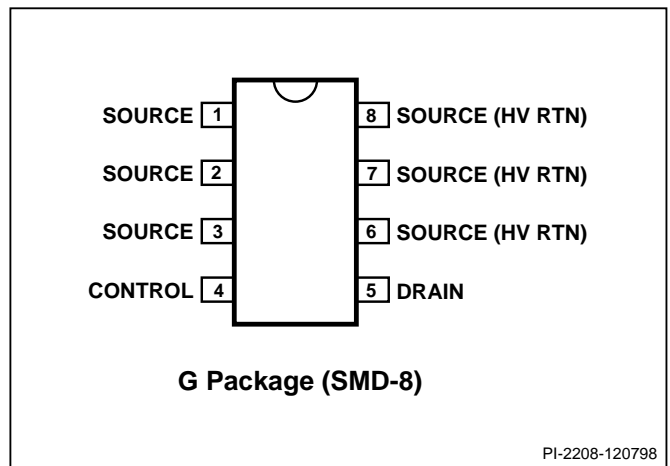 SOURCE 1 8 SOURCE (HV RTN)
SOURCE 2 7 SOURCE (HV RTN)
SOURCE 3 6 SOURCE (HV RTN)
CONTROL 4 5 DRAIN
G Package (SMD-8)
PI-2208-120798